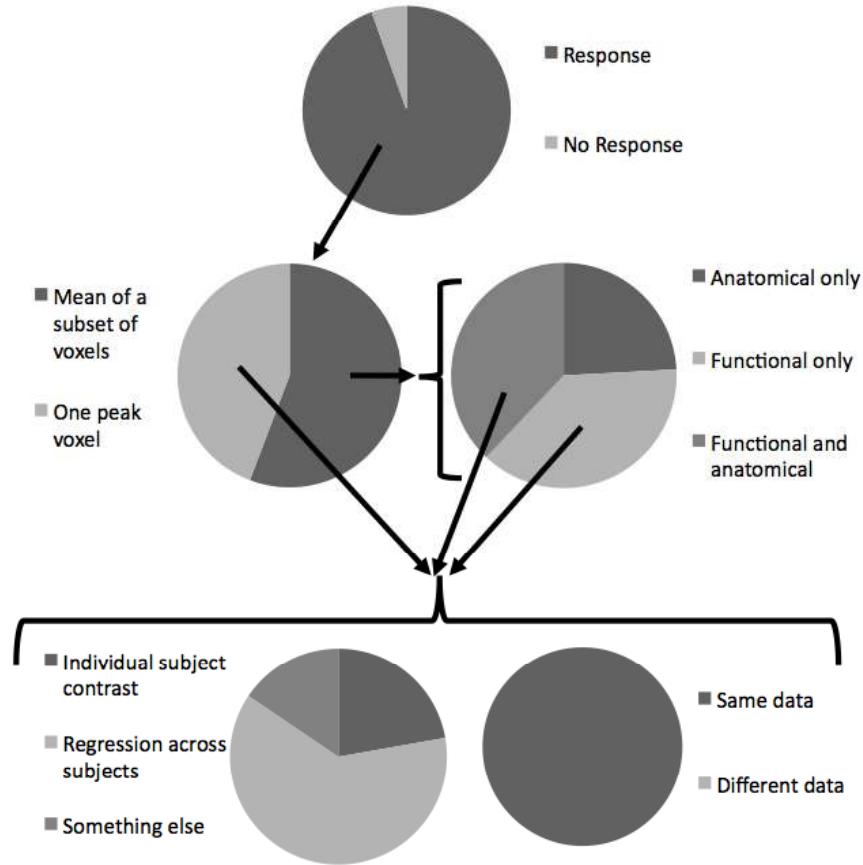 Response
No Response
Mean of a
subset of
voxels
One peak
voxel
Anatomical only
Functional only
Functional and
anatomical
Individual subject
contrast
Regression across
subjects
Something else
Same data
Different data